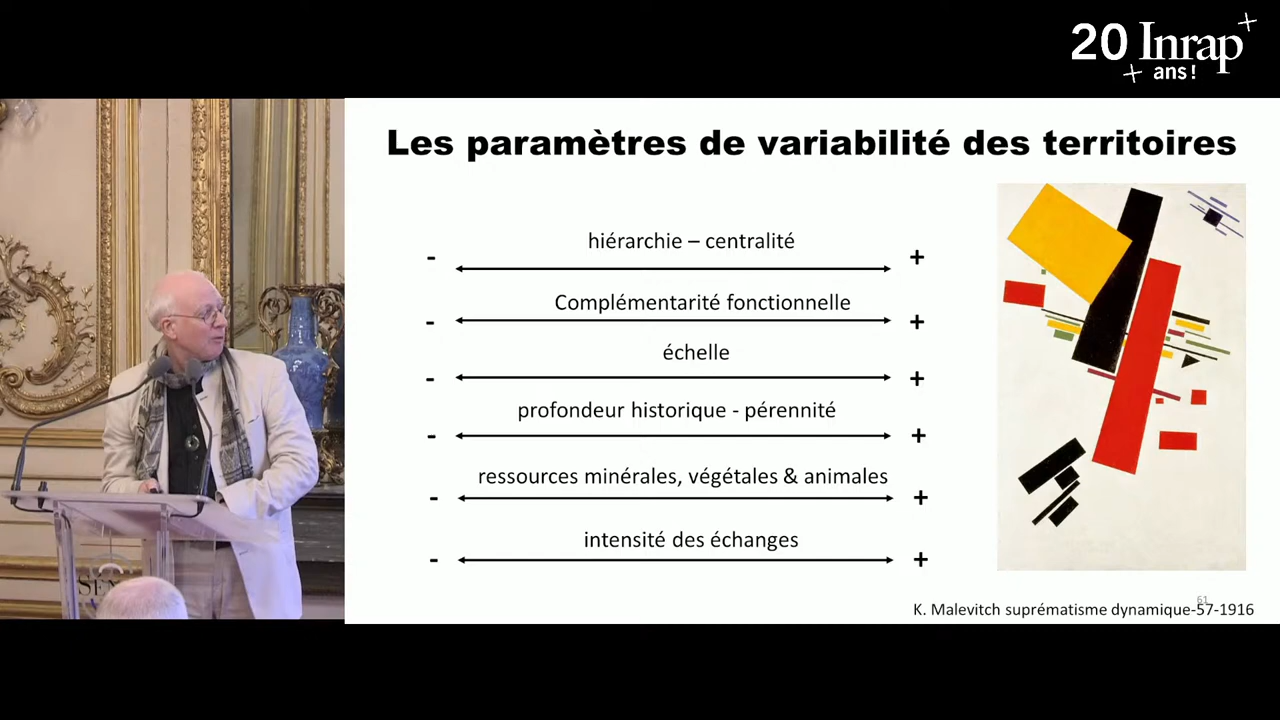 20 Inrap
ans !
Les paramètres de variabilité des territoires
hiérarchie – centralité
- +
Complémentarité fonctionnelle
- +
échelle
- +
profondeur historique - pérennité
- +
ressources minérales, végétales & animales
- +
intensité des échanges
- +
61
K. Malevitch suprématisme dynamique-57-1916